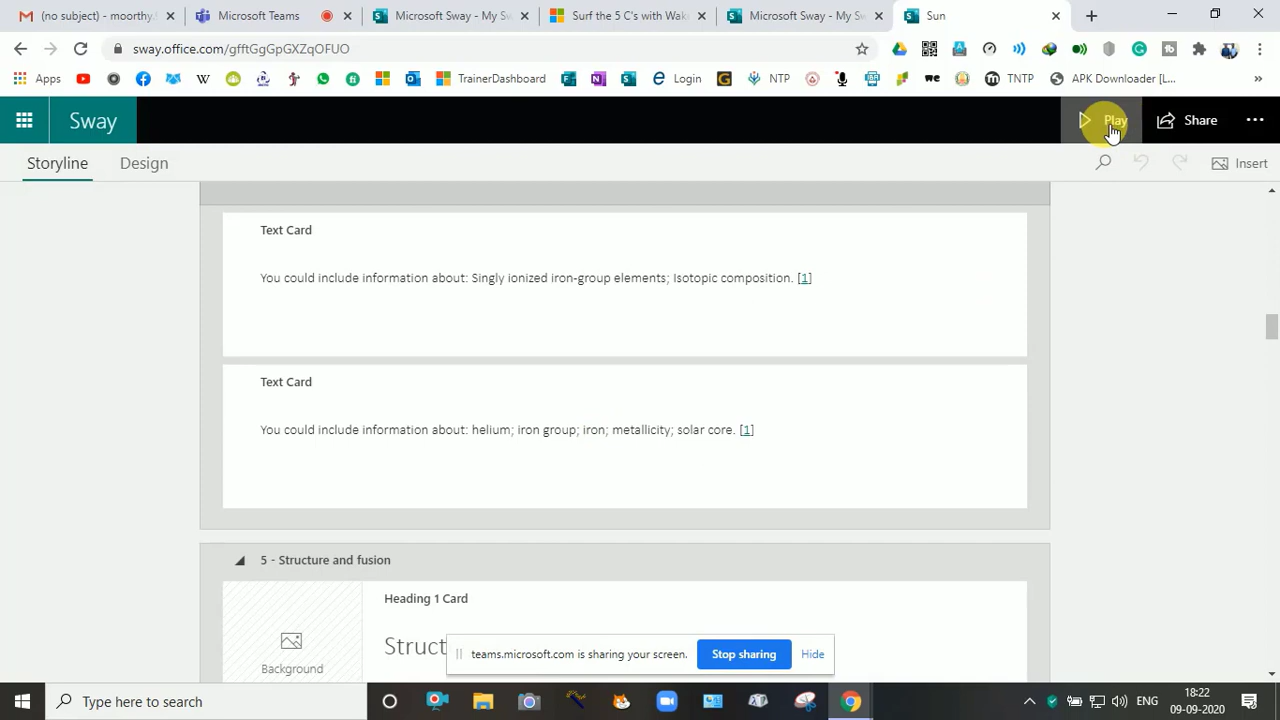 (no subject) - moorthy.s
Microsoft Teams
Microsoft Sway - My Sw
Surf the 5 C's with Wak
Microsoft Sway - My Sw
Sun
sway.office.com/gfftGgGpGXZqOFUO
Apps
TrainerDashboard
Login
NTP
we
TNTP
APK Downloader [L...
»
Sway
Play
Share
Storyline
Design
Insert
Text Card
You could include information about: Singly ionized iron-group elements; Isotopic composition. [1]
Text Card
You could include information about: helium; iron group; iron; metallicity; solar core. [1]
5 - Structure and fusion
Heading 1 Card
Struct
Background
teams.microsoft.com is sharing your screen.
Stop sharing
Hide
Type here to search
ENG
18:22
09-09-2020